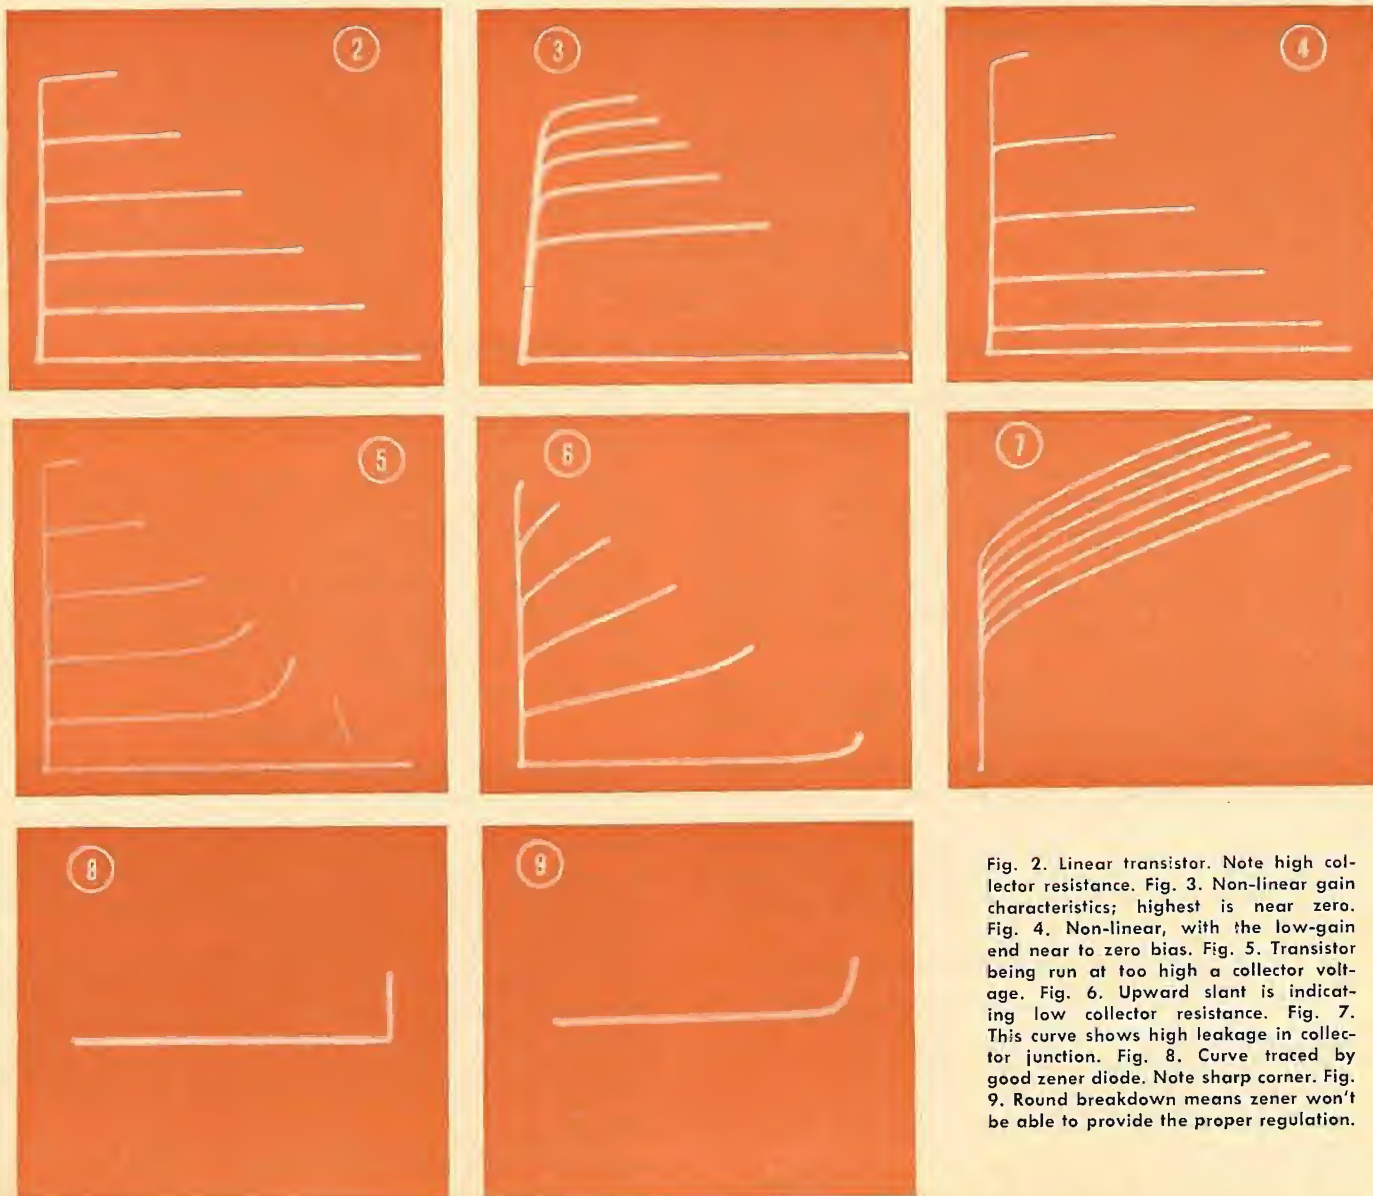 2
3
4
5
6
7
8
9
Fig. 2. Linear transistor. Note high col-
lector resistance. Fig. 3. Non-linear gain
characteristics; highest is near zero.
Fig. 4. Non-linear, with the low-gain
end near to zero bias. Fig. 5. Transistor
being run at too high a collector volt-
age. Fig. 6. Upward slant is indicat-
ing low collector resistance. Fig. 7.
This curve shows high leakage in collec-
tor junction. Fig. 8. Curve traced by
good zener diode. Note sharp corner. Fig.
9. Round breakdown means zener won't
be able to provide the proper regulation.